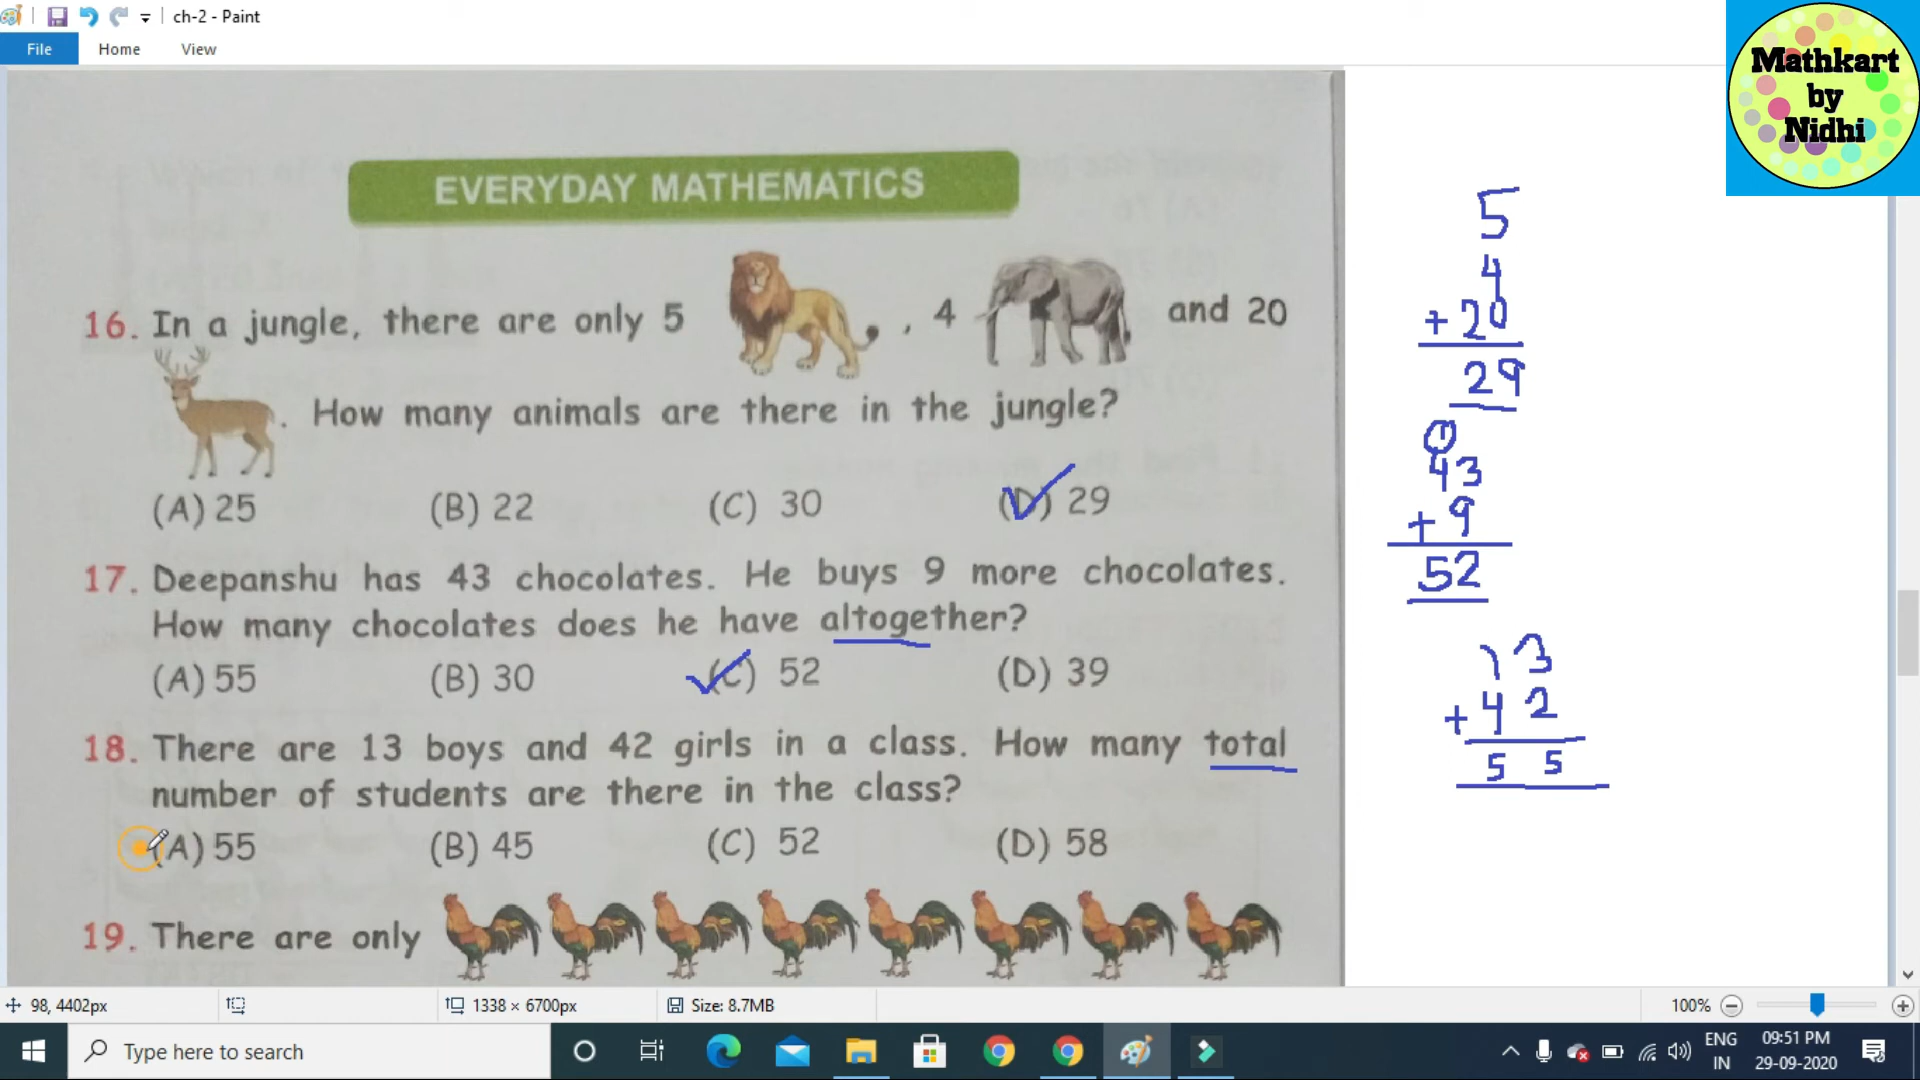 ch-2 - Paint
File Home View
Mathkart
by
Nidhi
EVERYDAY MATHEMATICS
16. In a jungle, there are only 5 , 4 and 20
. How many animals are there in the jungle?
(A) 25 (B) 22 (C) 30 (D) 29
17. Deepanshu has 43 chocolates. He buys 9 more chocolates.
How many chocolates does he have altogether?
(A) 55 (B) 30 (C) 52 (D) 39
18. There are 13 boys and 42 girls in a class. How many total
number of students are there in the class?
(A) 55 (B) 45 (C) 52 (D) 58
19. There are only
5
4
+20
29
1
43
+9
52
13
+42
55
98, 4402px 1338 × 6700px Size: 8.7MB 100%
Type here to search
ENG
IN
09:51 PM
29-09-2020